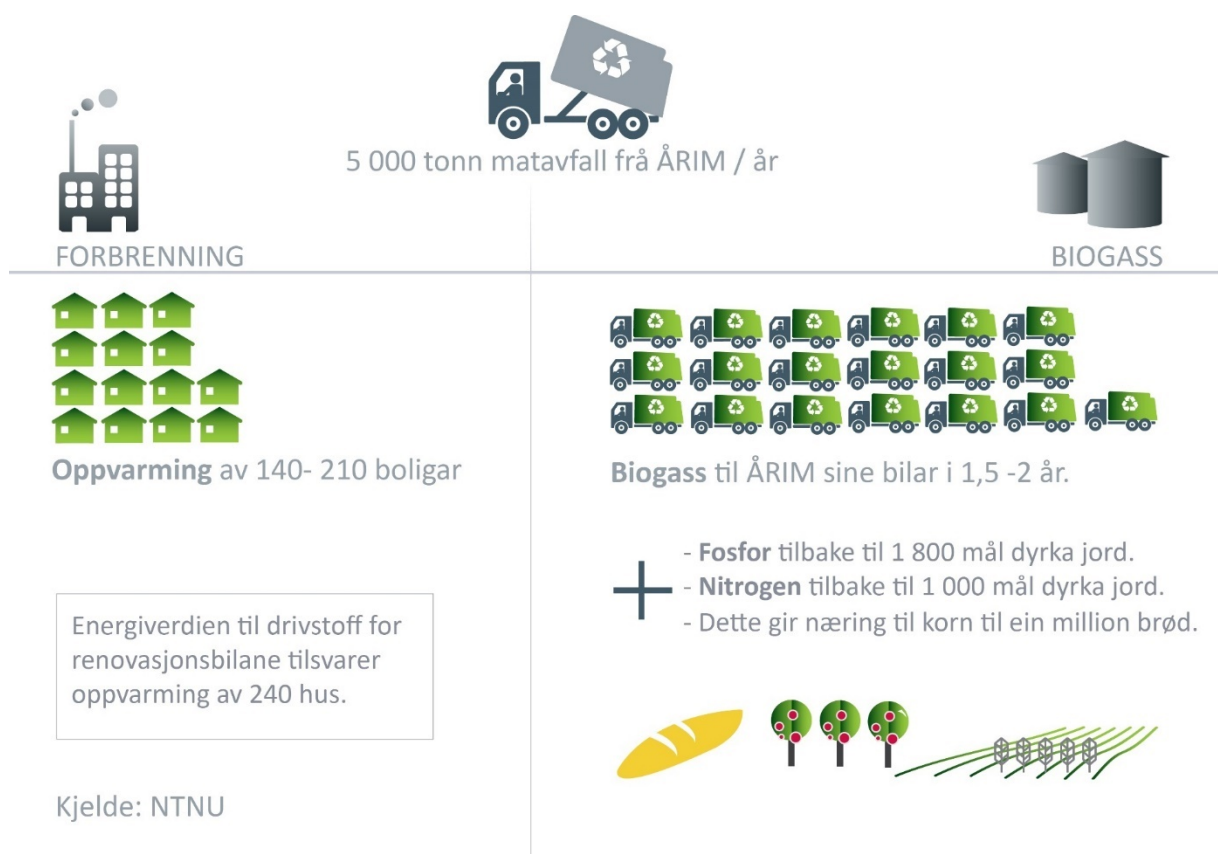 5 000 tonn matavfall frå ÅRIM / år
FORBRENNING
BIOGASS
Oppvarming av 140- 210 boligar
Energiverdien til drivstoff for
renovasjonsbilane tilsvarer
oppvarming av 240 hus.
Kjelde: NTNU
Biogass til ÅRIM sine bilar i 1,5 -2 år.
- Fosfor tilbake til 1 800 mål dyrka jord.
- Nitrogen tilbake til 1 000 mål dyrka jord.
- Dette gir næring til korn til ein million brød.